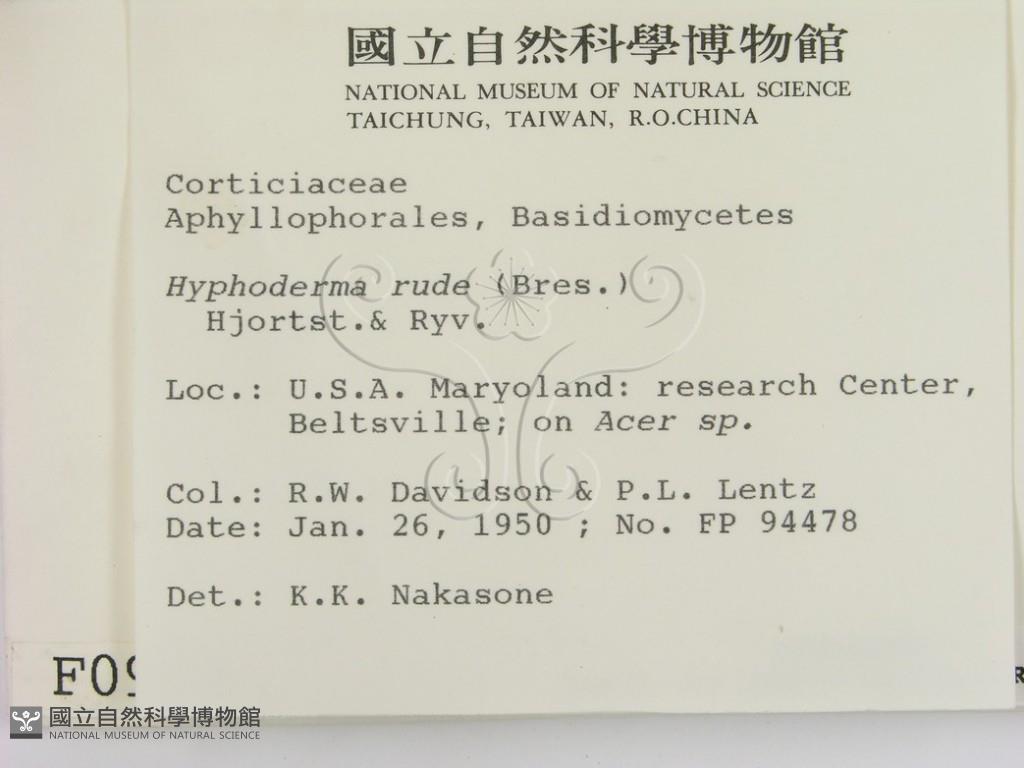 國立自然科學博物館
NATIONAL MUSEUM OF NATURAL SCIENCE
TAICHUNG, TAIWAN, R.O.CHINA
Corticiaceae
Aphyllophorales, Basidiomycetes
Hyphoderma rude (Bres.)
Hjortst.& Ryv.
Loc.: U.S.A. Maryoland: research Center,
Beltsville; on Acer sp.
Col.: R.W. Davidson & P.L. Lentz
Date: Jan. 26, 1950 ; No. FP 94478
Det.: K.K. Nakasone
國立自然科學博物館
NATIONAL MUSEUM OF NATURAL SCIENCE